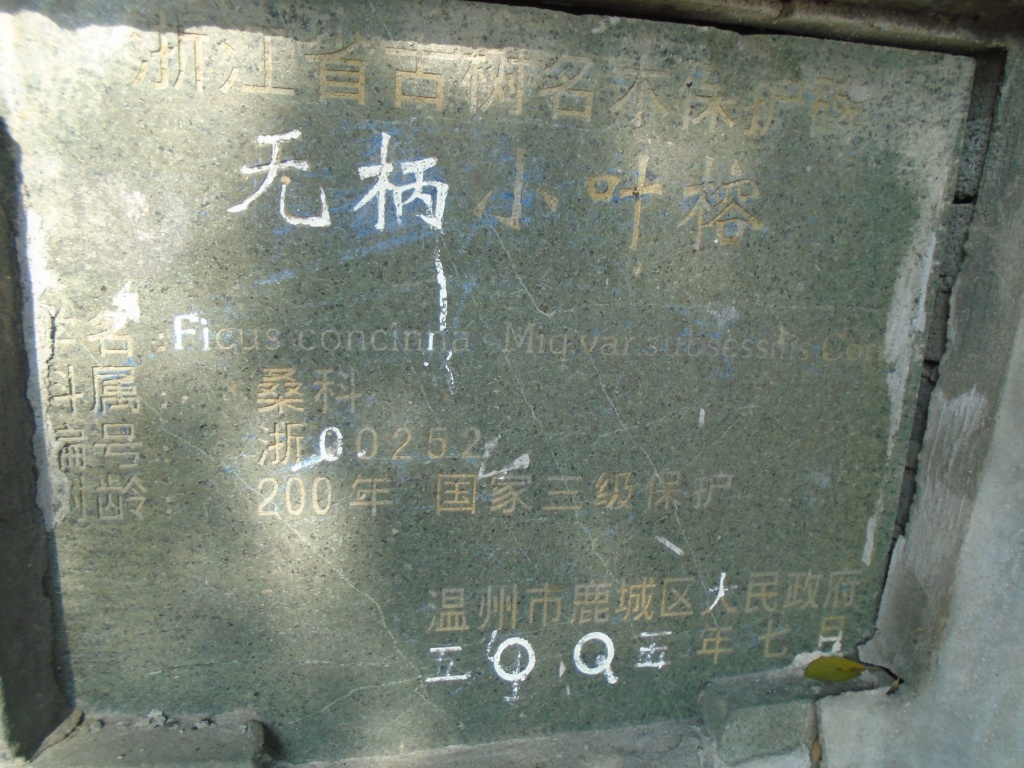 浙江省古树名木保护牌
无柄小叶榕
学名：Ficus concinna Miq var subsessilis Corn
科属：桑科
编号：浙00252
树龄：200年 国家三级保护
温州市鹿城区人民政府
二00五年七月